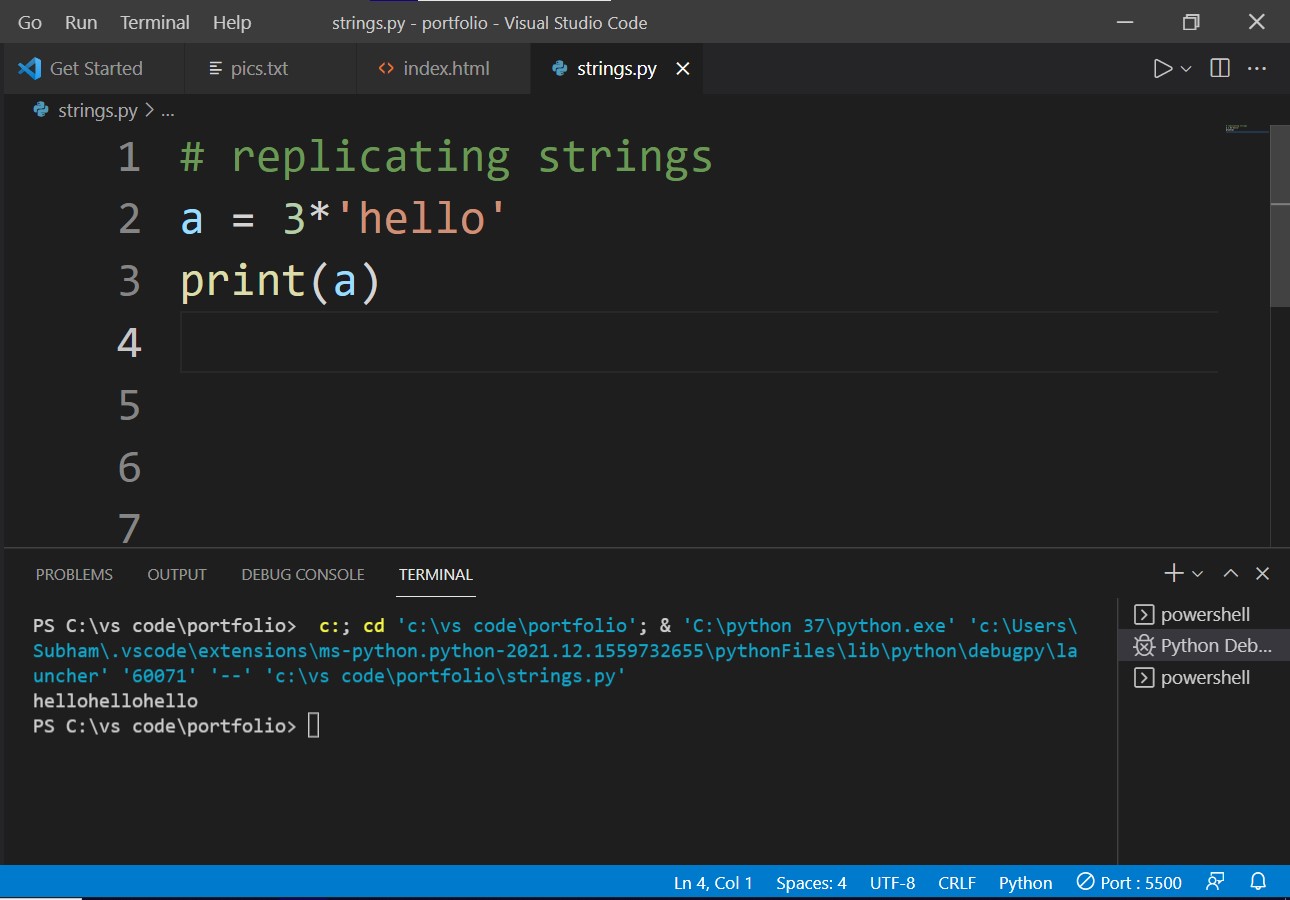 Go Run Terminal Help strings.py - portfolio - Visual Studio Code
Get Started pics.txt index.html strings.py
strings.py > ...
1 # replicating strings
2 a = 3*'hello'
3 print(a)
4
5
6
7
PROBLEMS OUTPUT DEBUG CONSOLE TERMINAL
PS C:\vs code\portfolio>  c:; cd 'c:\vs code\portfolio'; & 'C:\python 37\python.exe' 'c:\Users\
Subham\.vscode\extensions\ms-python.python-2021.12.1559732655\pythonFiles\lib\python\debugpy\la
uncher' '60071' '--' 'c:\vs code\portfolio\strings.py'
hellohellohello
PS C:\vs code\portfolio>
powershell
Python Deb...
powershell
Ln 4, Col 1 Spaces: 4 UTF-8 CRLF Python Port : 5500